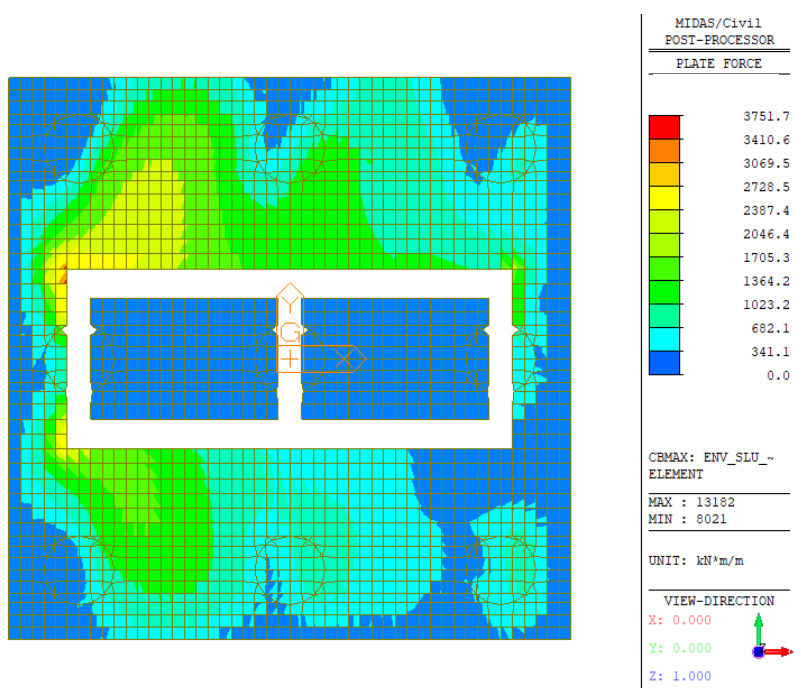 MIDAS/Civil
POST-PROCESSOR
PLATE FORCE
3751.7
3410.6
3069.5
2728.5
2387.4
2046.4
1705.3
1364.2
1023.2
682.1
341.1
0.0
Y
G
X
CBMAX: ENV_SLU_~
ELEMENT
MAX : 13182
MIN : 8021
UNIT: kN*m/m
VIEW-DIRECTION
X: 0.000
Y: 0.000
Z: 1.000